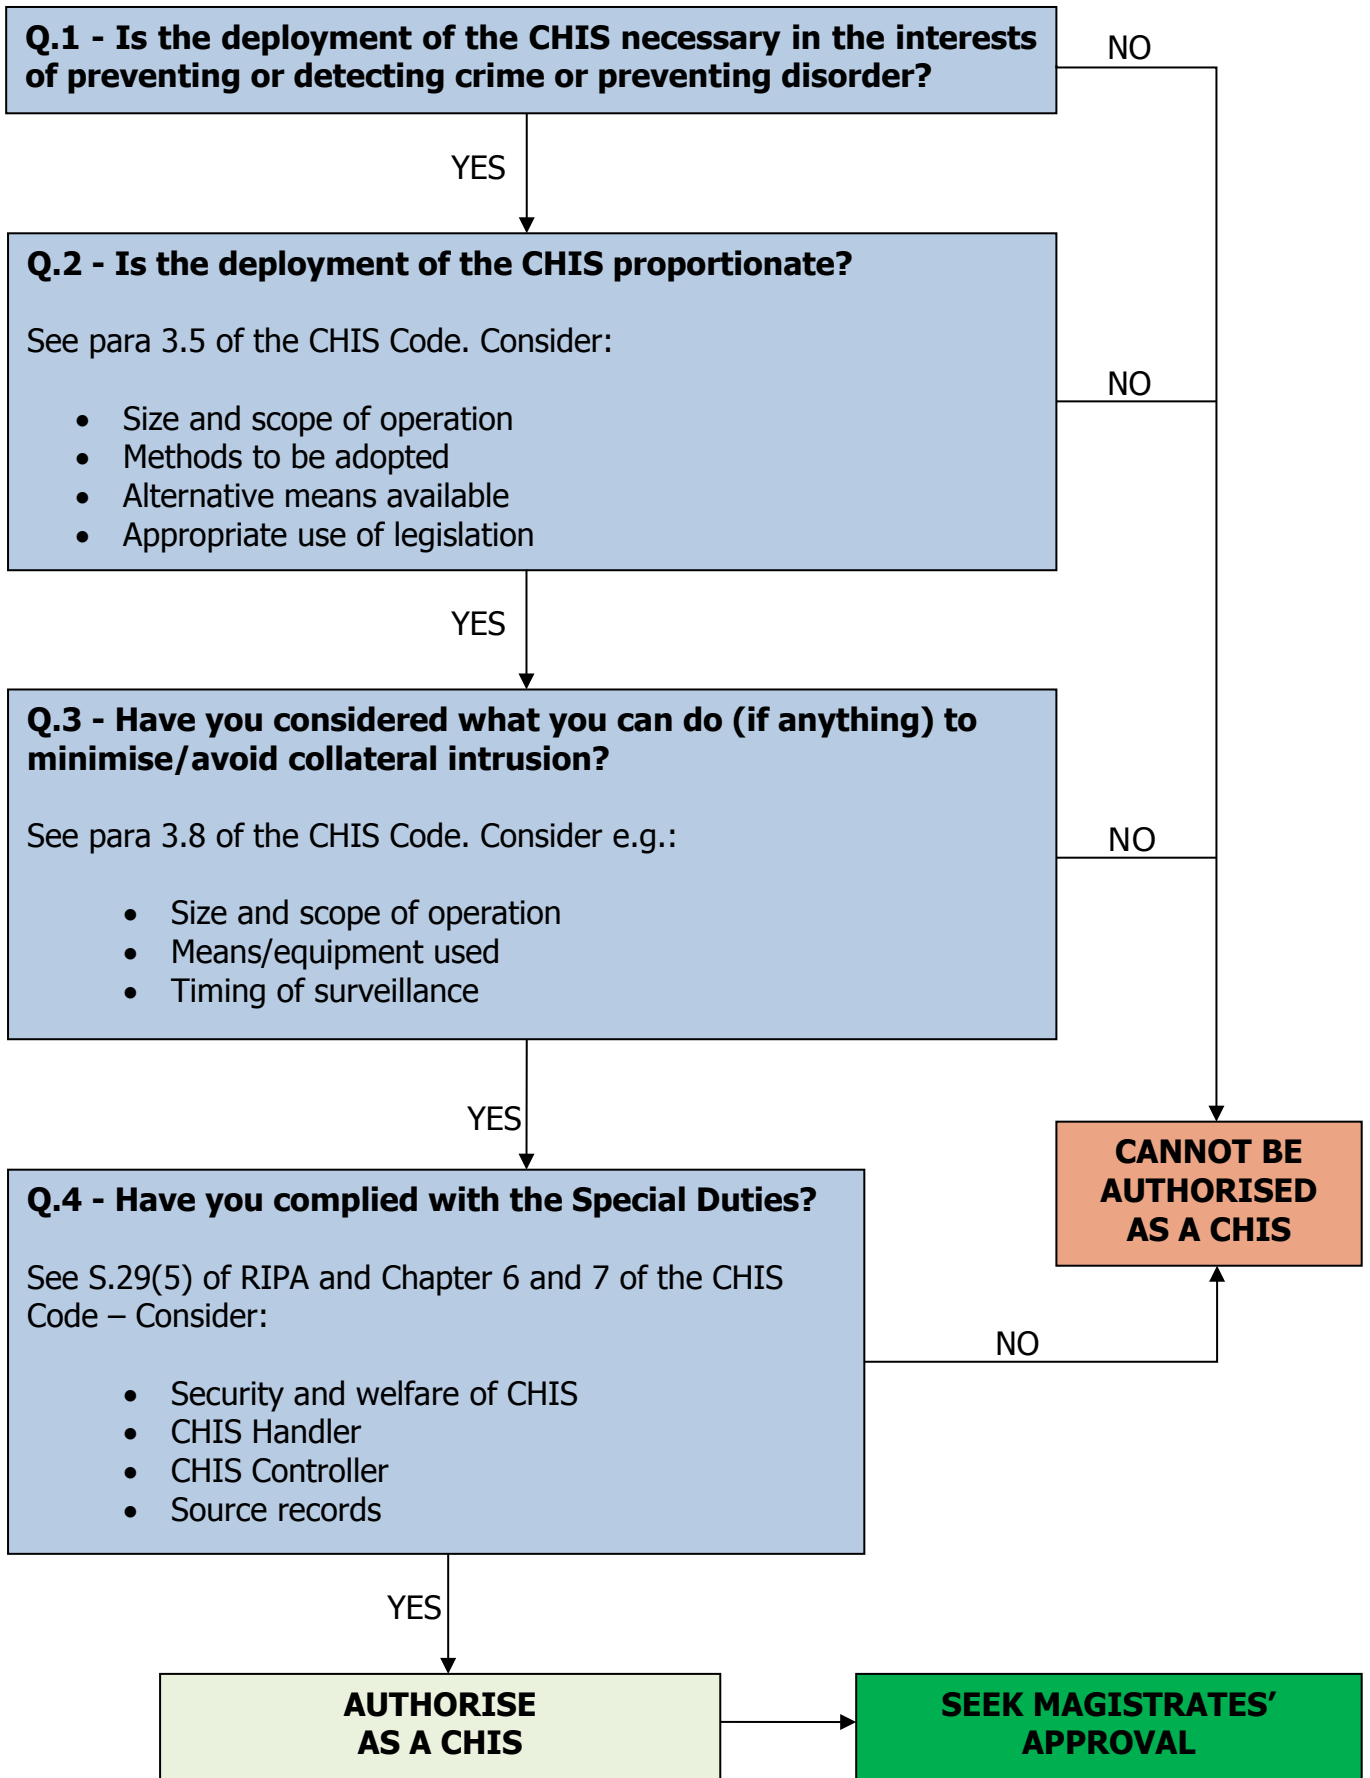 Q.1 - Is the deployment of the CHIS necessary in the interests
of preventing or detecting crime or preventing disorder?
NO
YES
Q.2 - Is the deployment of the CHIS proportionate?
See para 3.5 of the CHIS Code. Consider:
• Size and scope of operation
• Methods to be adopted
• Alternative means available
• Appropriate use of legislation
NO
YES
Q.3 - Have you considered what you can do (if anything) to
minimise/avoid collateral intrusion?
See para 3.8 of the CHIS Code. Consider e.g.:
• Size and scope of operation
• Means/equipment used
• Timing of surveillance
NO
YES
CANNOT BE
AUTHORISED
AS A CHIS
Q.4 - Have you complied with the Special Duties?
See S.29(5) of RIPA and Chapter 6 and 7 of the CHIS
Code – Consider:
• Security and welfare of CHIS
• CHIS Handler
• CHIS Controller
• Source records
NO
YES
AUTHORISE
AS A CHIS
SEEK MAGISTRATES’
APPROVAL